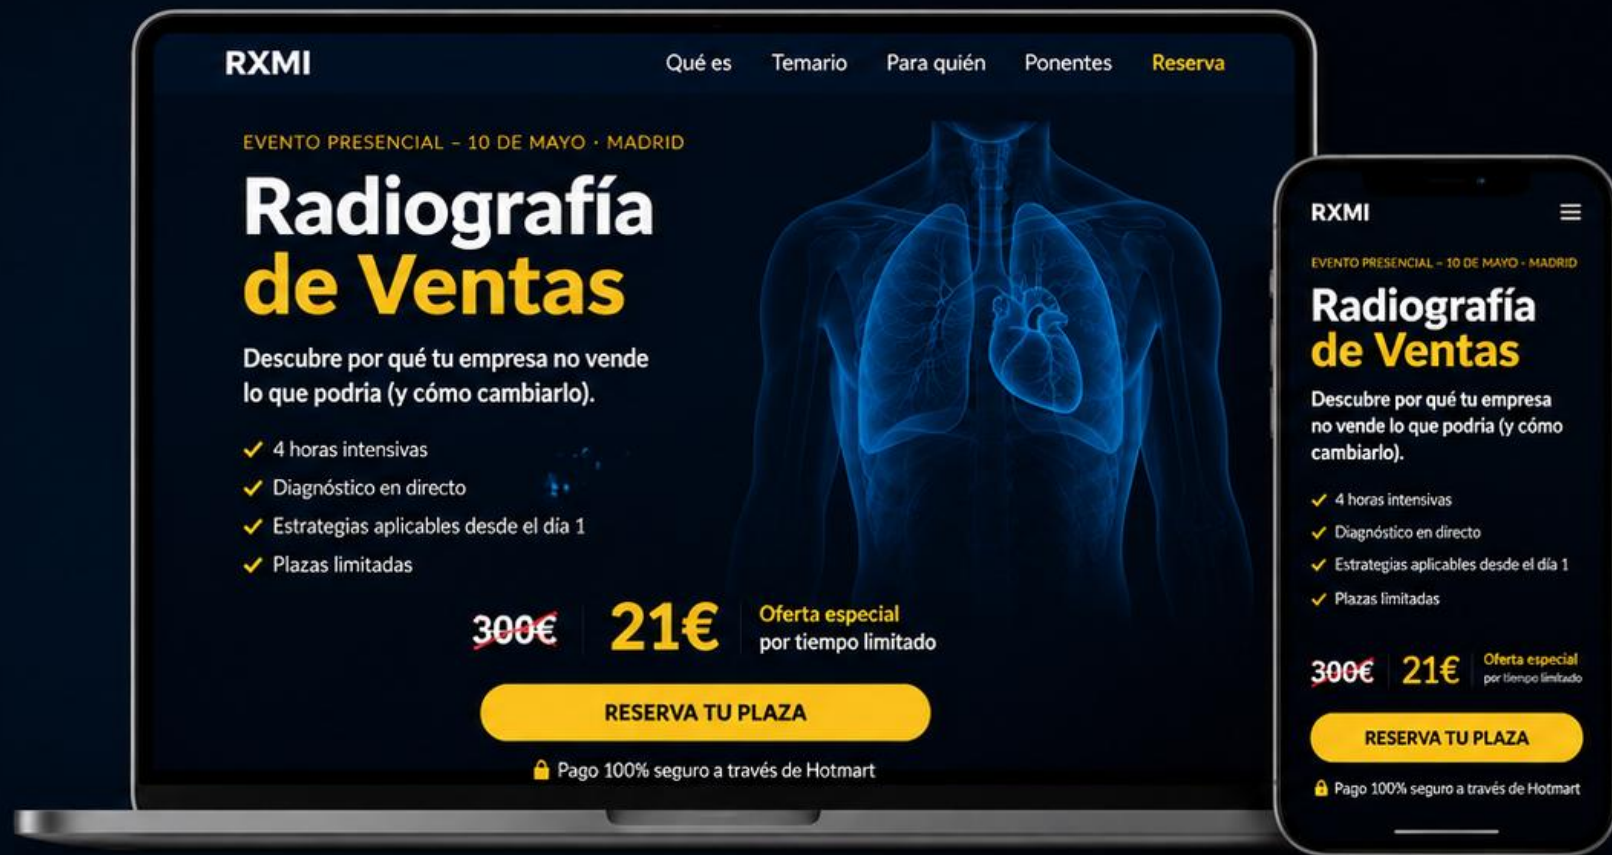 RXMI
Qué es
Temario
Para quién
Ponentes
Reserva
EVENTO PRESENCIAL – 10 DE MAYO · MADRID
Radiografía
de Ventas
Descubre por qué tu empresa no vende
lo que podria (y cómo cambiarlo).
4 horas intensivas
Diagnóstico en directo
Estrategias aplicables desde el día 1
Plazas limitadas
300€
21€
Oferta especial
por tiempo limitado
RESERVA TU PLAZA
Pago 100% seguro a través de Hotmart
RXMI
EVENTO PRESENCIAL – 10 DE MAYO - MADRID
Radiografía
de Ventas
Descubre por qué tu empresa
no vende lo que podria (y cómo
cambiarlo).
4 horas intensivas
Diagnóstico en directo
Estrategias aplicables desde el día 1
Plazas limitadas
300€
21€
Oferta especial
por tiempo limitado
RESERVA TU PLAZA
Pago 100% seguro a través de Hotmart